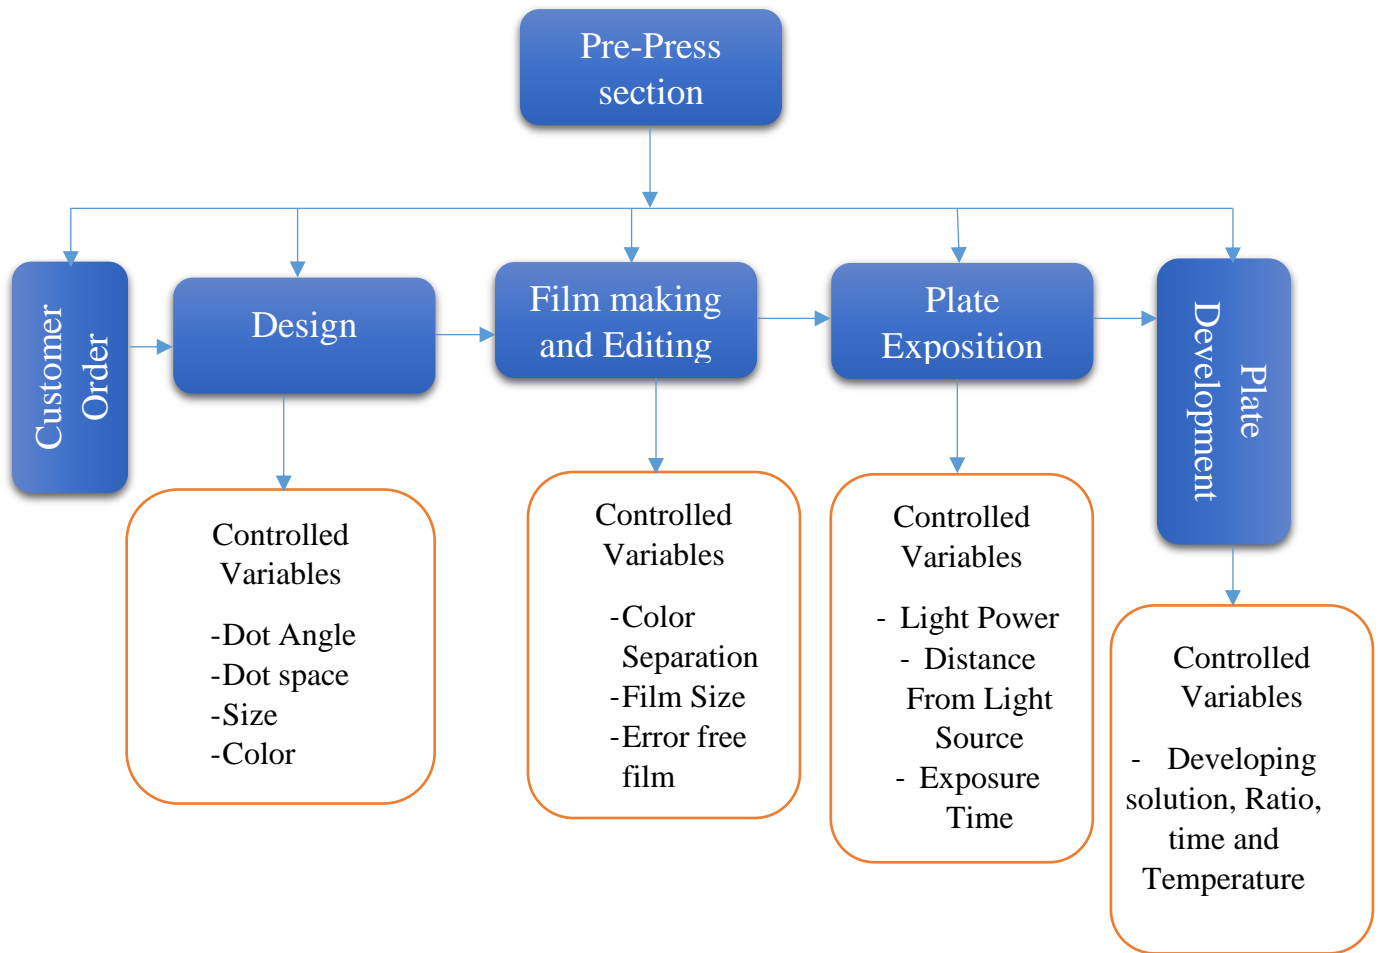 Pre-Press
section
Customer
Order
Design
Film making
and Editing
Plate
Exposition
Plate
Development
Controlled
Variables
-Dot Angle
-Dot space
-Size
-Color
Controlled
Variables
-Color
Separation
-Film Size
-Error free
film
Controlled
Variables
- Light Power
- Distance
From Light
Source
- Exposure
Time
Controlled
Variables
- Developing
solution, Ratio,
time and
Temperature